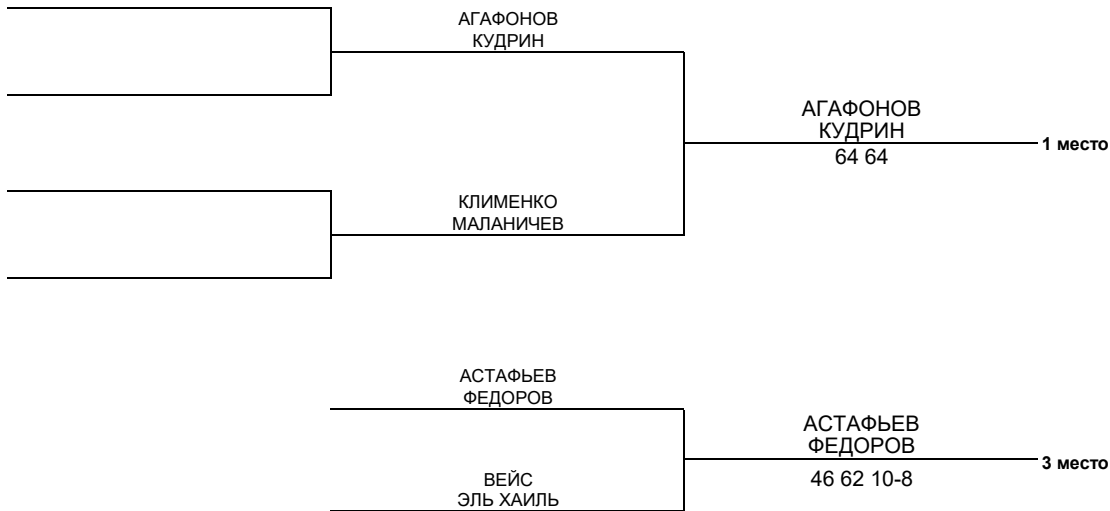 АГАФОНОВ
КУДРИН
АГАФОНОВ
КУДРИН
64 64
1 место
КЛИМЕНКО
МАЛАНИЧЕВ
АСТАФЬЕВ
ФЕДОРОВ
АСТАФЬЕВ
ФЕДОРОВ
46 62 10-8
3 место
ВЕЙС
ЭЛЬ ХАИЛЬ